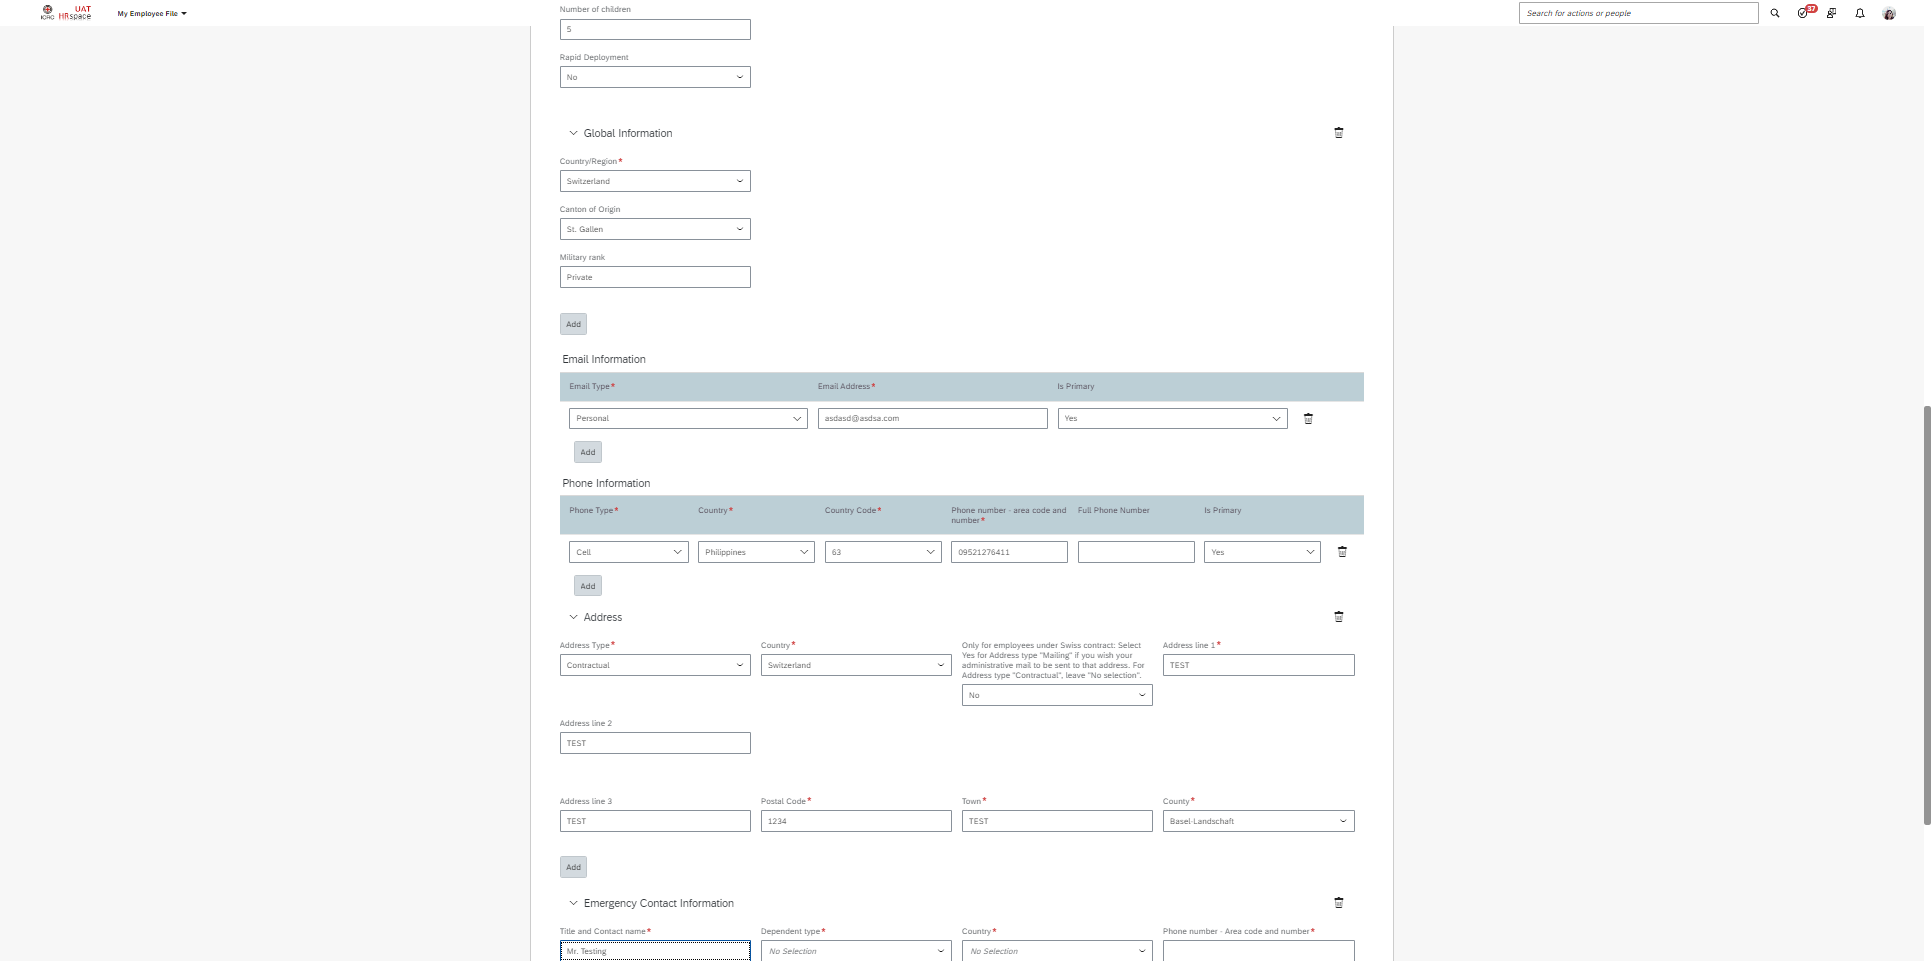 ICRC
UAT
HRspace
My Employee File
Search for actions or people
37
Number of children
5
Rapid Deployment
No
Global Information
Country/Region*
Switzerland
Canton of Origin
St. Gallen
Military rank
Private
Add
Email Information
Email Type* Email Address* Is Primary
Personal asdasd@asdsa.com Yes
Add
Phone Information
Phone Type* Country* Country Code* Phone number - area code and Full Phone Number Is Primary
number*
Cell Philippines 63 09521276411 Yes
Add
Address
Address Type* Country* Only for employees under Swiss contract: Select Address line 1*
Yes for Address type "Mailing" if you wish your
administrative mail to be sent to that address. For
Address type "Contractual", leave "No selection".
Contractual Switzerland No TEST
Address line 2
TEST
Address line 3 Postal Code* Town* County*
TEST 1234 TEST Basel-Landschaft
Add
Emergency Contact Information
Title and Contact name* Dependent type* Country* Phone number - Area code and number*
Mr. Testing No Selection No Selection